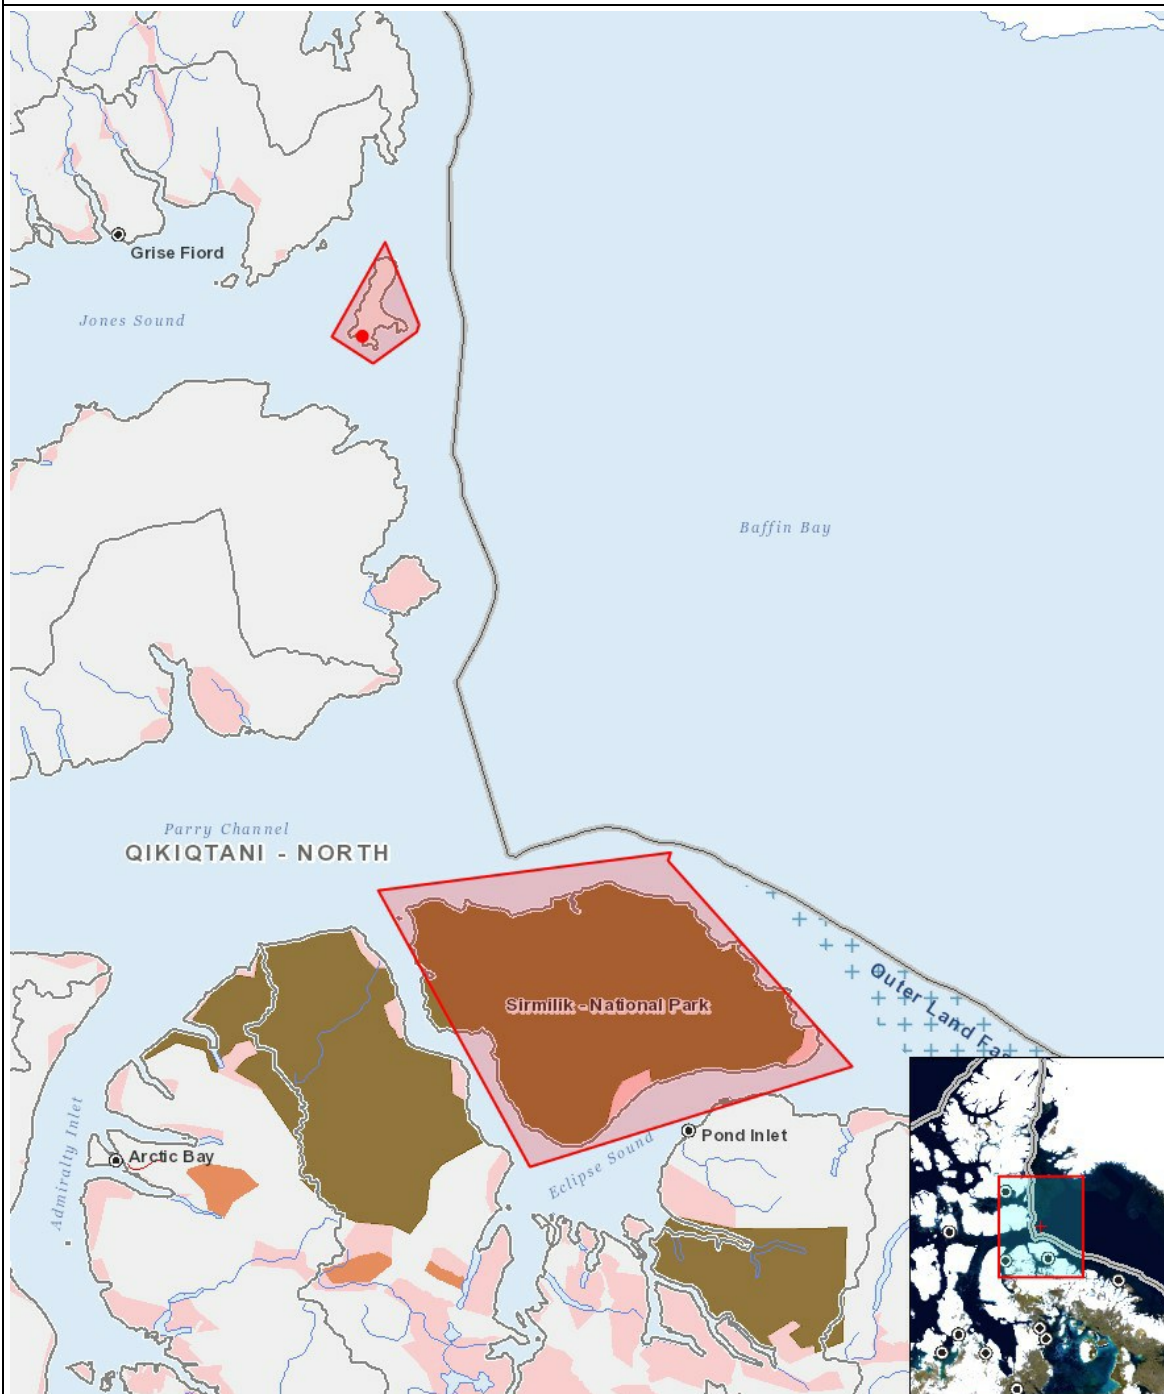 Grise Fiord
Jones Sound
Baffin Bay
Parry Channel
QIKIQTANI - NORTH
Outer Land Fa
Sirmilik - National Park
Admiralty Inlet
Arctic Bay
Pond Inlet
Eclipse Sound